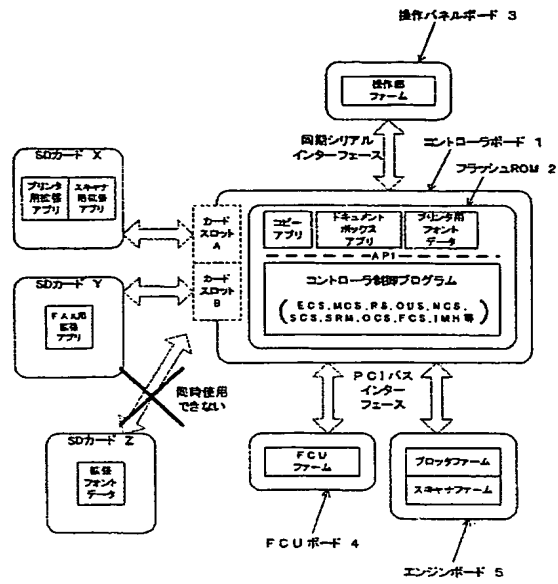 操作パネルボード 3
操作部
ファーム
同期シリアル
インターフェース
コントローラボード 1
フラッシュROM 2
SDカード X
プリンタ
用拡張
アプリ
スキャナ
用拡張
アプリ
カード
スロット
A
コピー
アプリ
ドキュメント
ボックス
アプリ
プリンタ用
フォント
データ
API
SDカード Y
FAX用
拡張
アプリ
カード
スロット
B
コントローラ制御プログラム
(ECS、MCS、RS、OUS、NCS、
SCS、SRM、OCS、FCS、IMH等)
同時使用
できない
PCIバス
インター
フェース
SDカード Z
拡張
フォント
データ
FCU
ファーム
プロッタファーム
スキャナファーム
FCUボード 4
エンジンボード 5